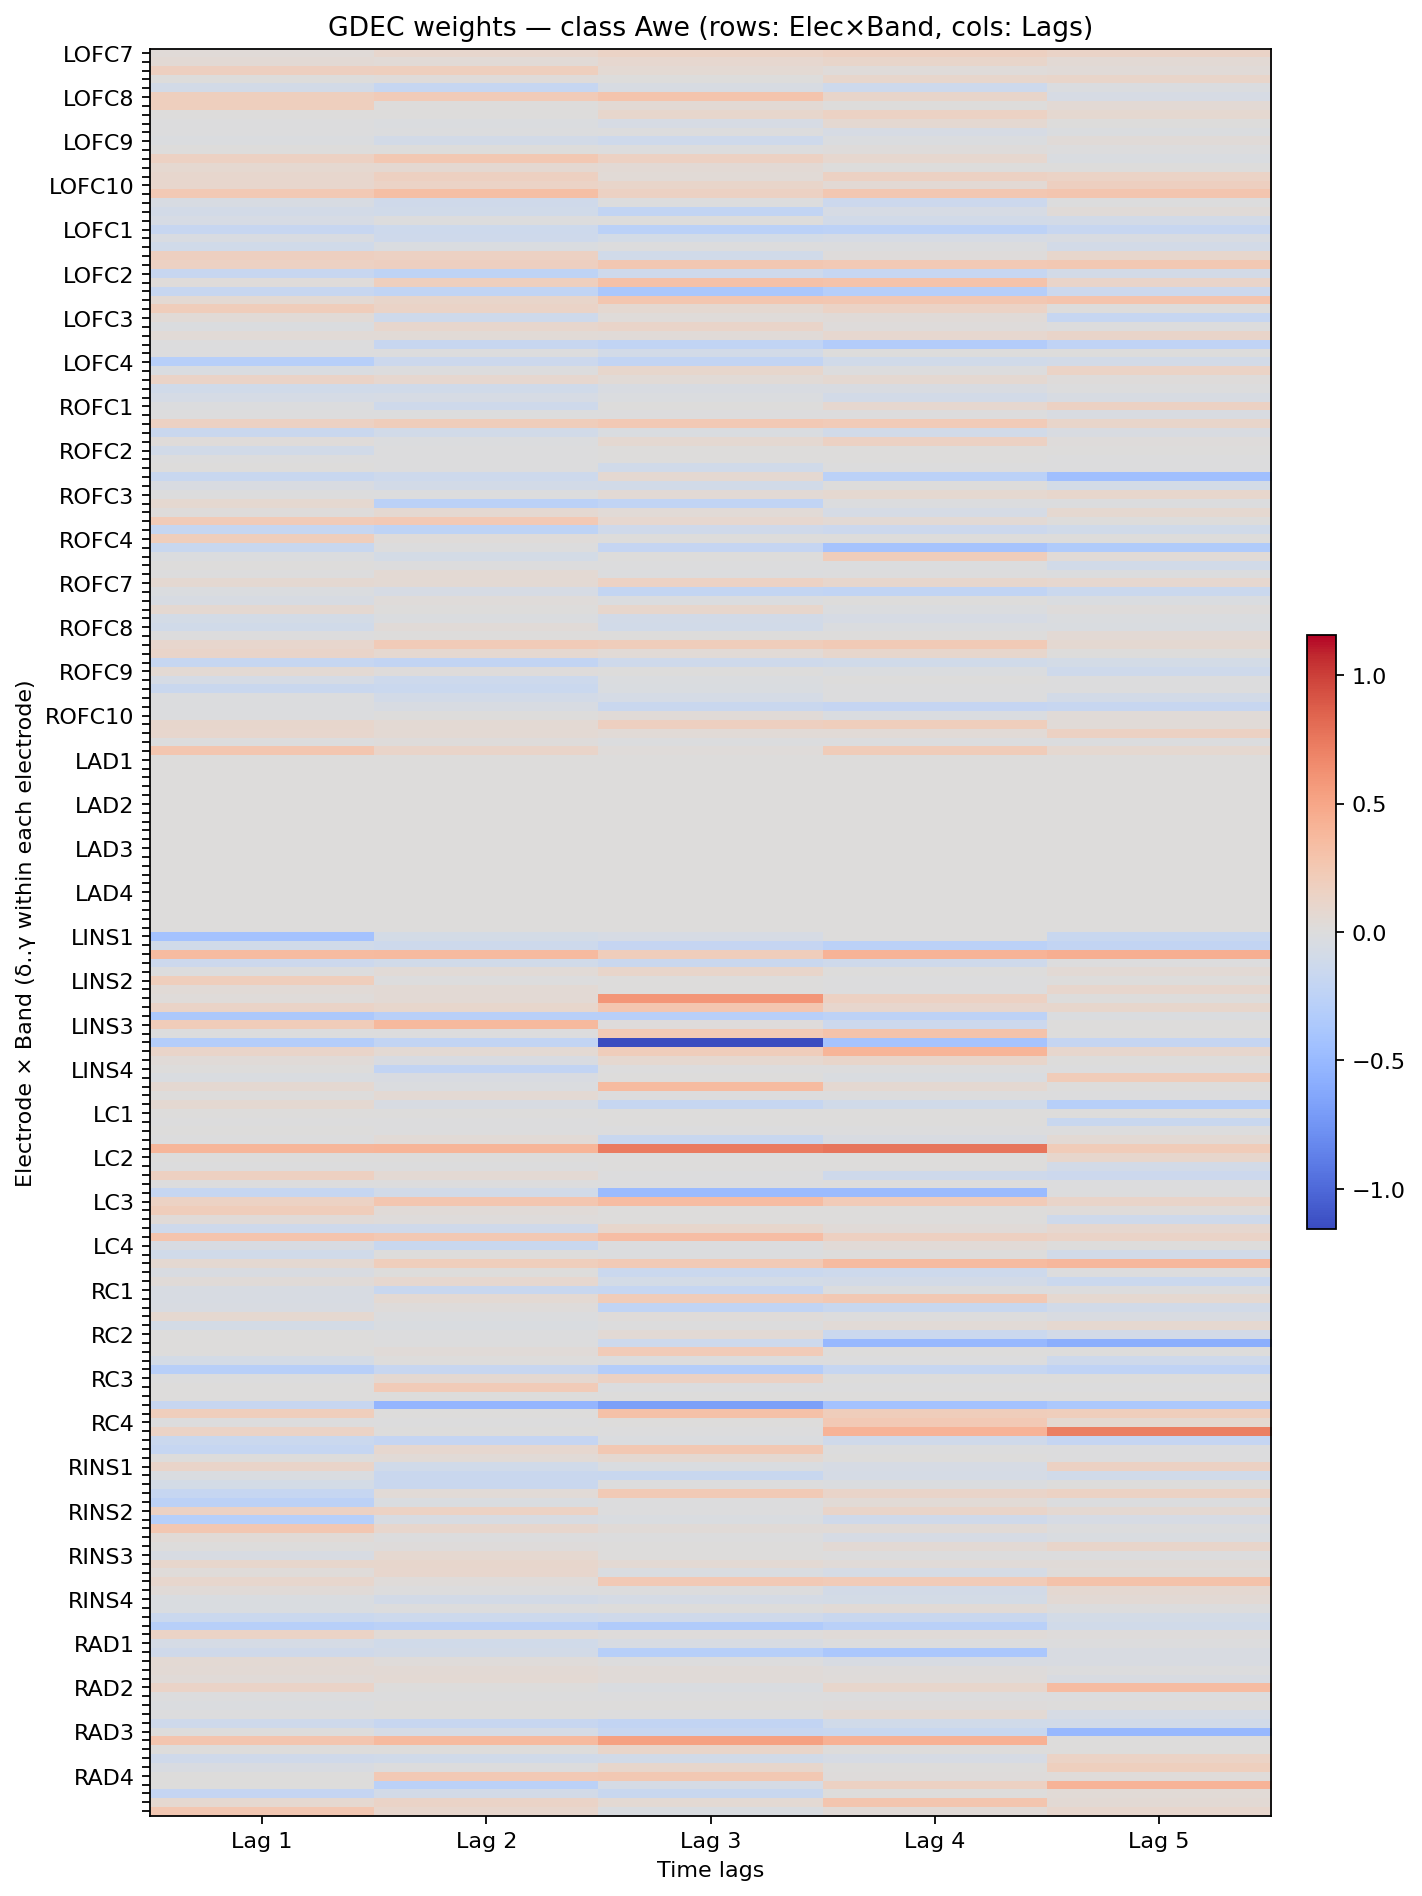 GDEC weights — class Awe (rows: Elec×Band, cols: Lags)
LOFC7
LOFC8
LOFC9
LOFC10
LOFC1
LOFC2
LOFC3
LOFC4
ROFC1
ROFC2
ROFC3
ROFC4
ROFC7
ROFC8
ROFC9
ROFC10
LAD1
LAD2
LAD3
LAD4
LINS1
LINS2
LINS3
LINS4
LC1
LC2
LC3
LC4
RC1
RC2
RC3
RC4
RINS1
RINS2
RINS3
RINS4
RAD1
RAD2
RAD3
RAD4
Electrode × Band (δ..γ within each electrode)
Lag 1 Lag 2 Lag 3 Lag 4 Lag 5
Time lags
1.0
0.5
0.0
−0.5
−1.0